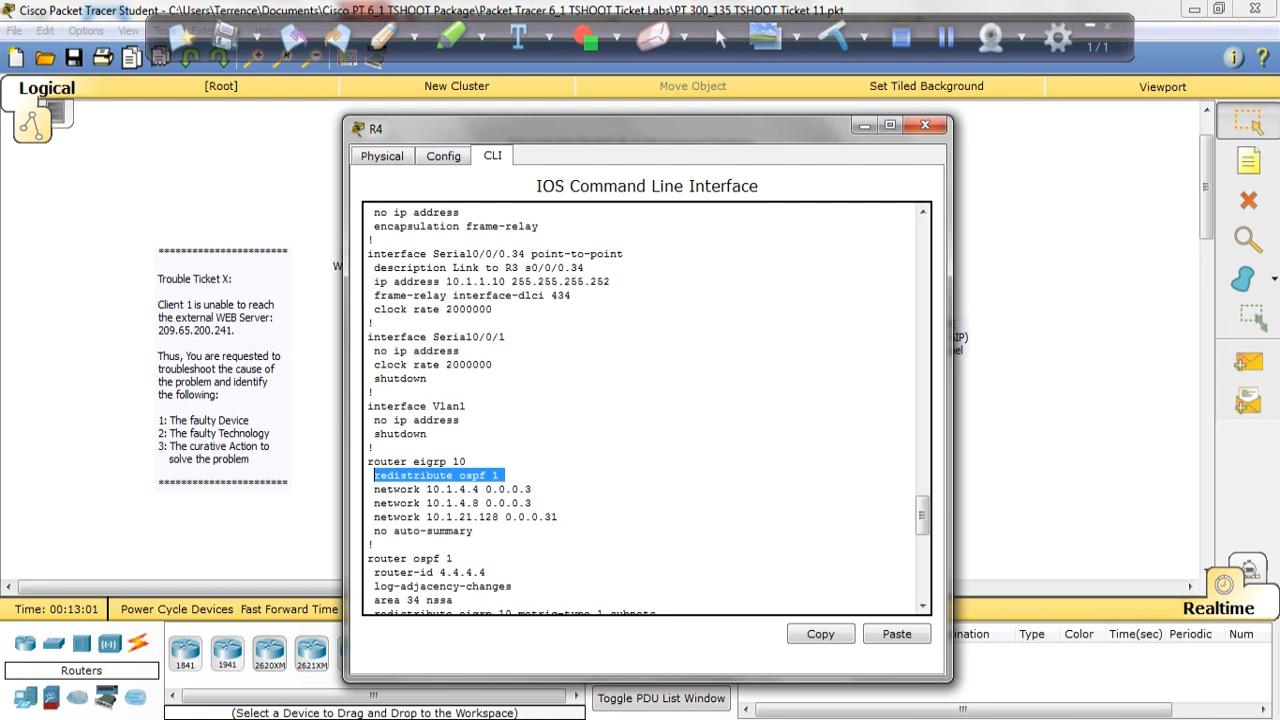 Cisco Packet Tracer Student - C:\Users\Terrence\Documents\Cisco PT 6_1 TSHOOT Package\Packet Tracer 6_1 TSHOOT Ticket Labs\PT 300_135 TSHOOT Ticket 11.pkt
File Edit Options View
1/1
Logical [Root] New Cluster Move Object Set Tiled Background Viewport
R4
Physical Config CLI
IOS Command Line Interface
no ip address
encapsulation frame-relay
!
interface Serial0/0/0.34 point-to-point
description Link to R3 s0/0/0.34
ip address 10.1.1.10 255.255.255.252
frame-relay interface-dlci 434
clock rate 2000000
!
interface Serial0/0/1
no ip address
clock rate 2000000
shutdown
!
interface Vlan1
no ip address
shutdown
!
router eigrp 10
redistribute ospf 1
network 10.1.4.4 0.0.0.3
network 10.1.4.8 0.0.0.3
network 10.1.21.128 0.0.0.31
no auto-summary
!
router ospf 1
router-id 4.4.4.4
log-adjacency-changes
area 34 nssa
redistribute eigrp 10 metric-type 1 subnets
Copy Paste
***********************
Trouble Ticket X:
Client 1 is unable to reach
the external WEB Server:
209.65.200.241.
Thus, You are requested to
troubleshoot the cause of
the problem and identify
the following:
1: The faulty Device
2: The faulty Technology
3: The curative Action to
solve the problem
***********************
W
Time: 00:13:01 Power Cycle Devices Fast Forward Time
Realtime
Routers
1841 1941 2620XM 2621XM
(Select a Device to Drag and Drop to the Workspace)
Toggle PDU List Window
Type Color Time(sec) Periodic Num